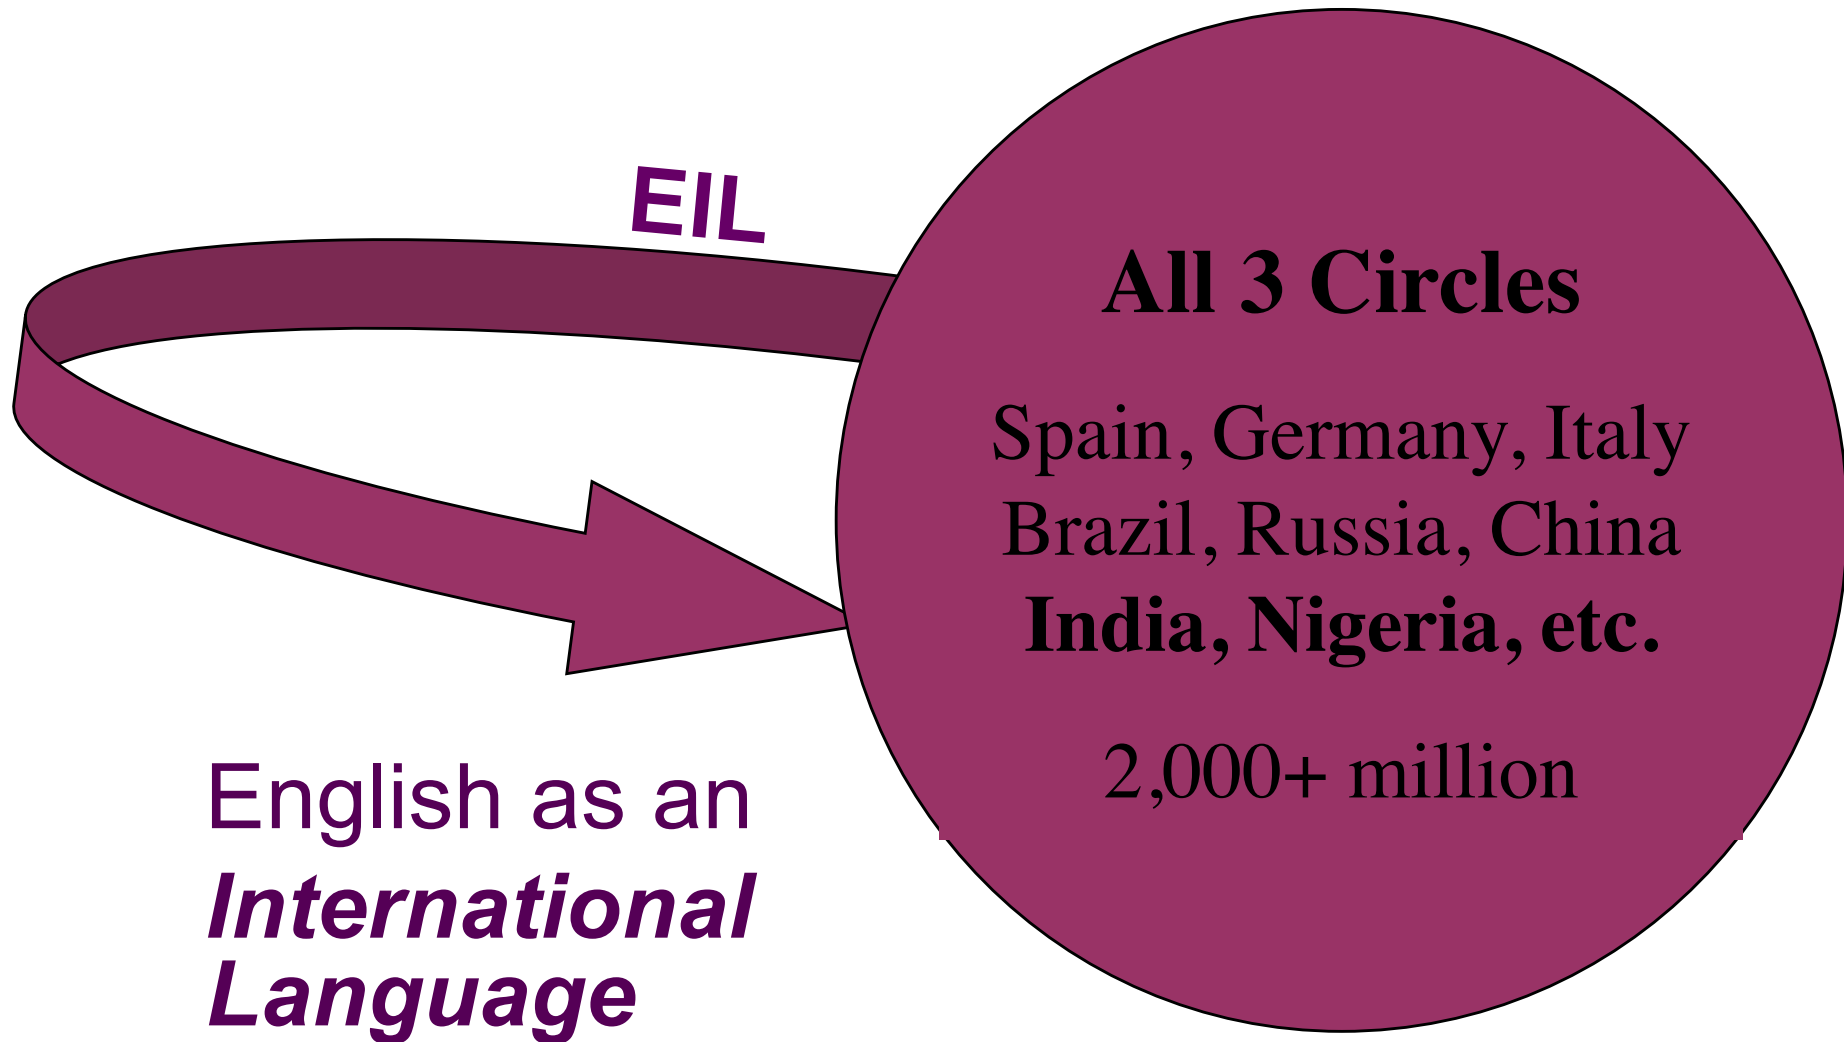 EIL
All 3 Circles
Spain, Germany, Italy
Brazil, Russia, China
India, Nigeria, etc.
2,000+ million
English as an
International
Language